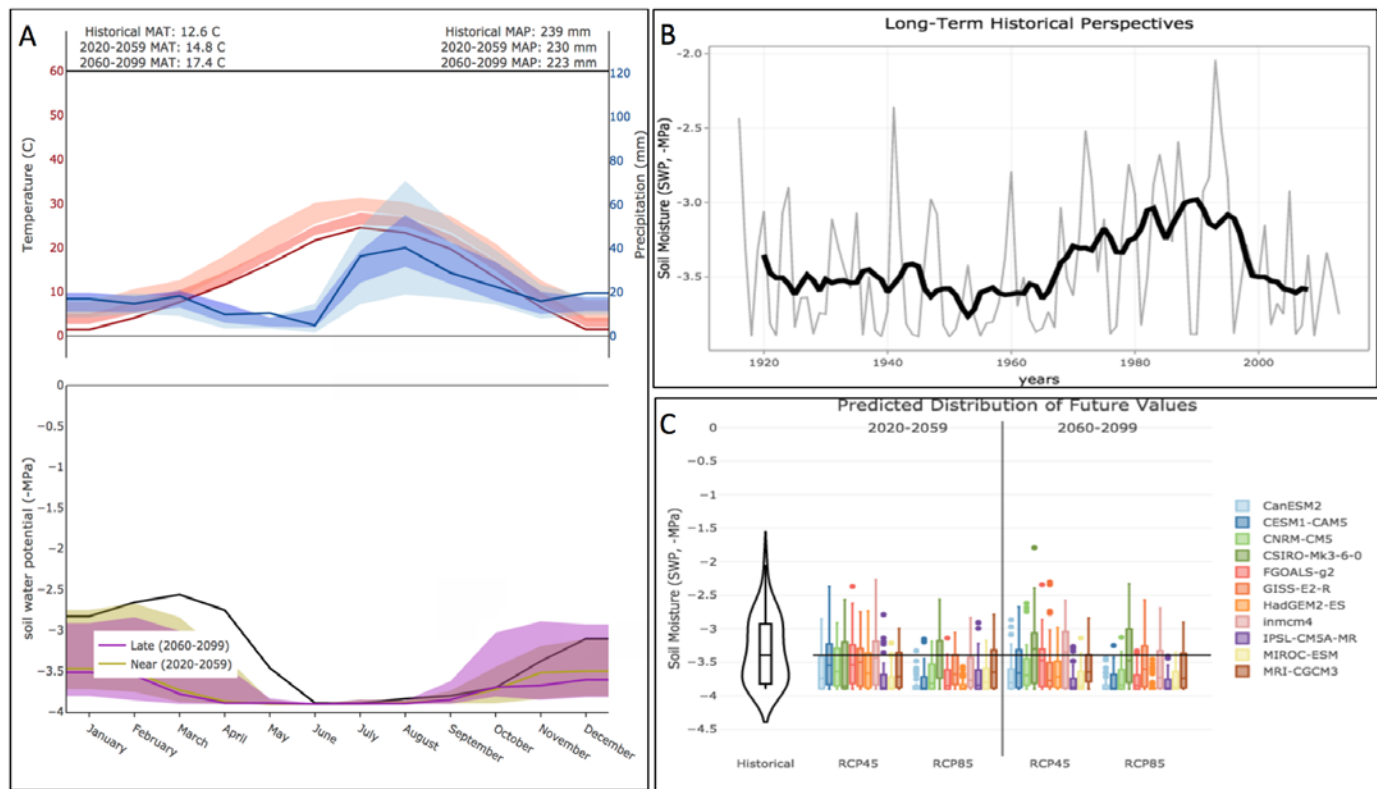 A
Historical MAT: 12.6 C
2020-2059 MAT: 14.8 C
2060-2099 MAT: 17.4 C
Historical MAP: 239 mm
2020-2059 MAP: 230 mm
2060-2099 MAP: 223 mm
Temperature (C)
60
50
40
30
20
10
0
Precipitation (mm)
120
100
80
60
40
20
0
soil water potential (-MPa)
0
−0.5
−1
−1.5
−2
−2.5
−3
−3.5
−4
Late (2060-2099)
Near (2020-2059)
January
February
March
April
May
June
July
August
September
October
November
December
B
Long-Term Historical Perspectives
Soil Moisture (SWP, -MPa)
−2.0
−2.5
−3.0
−3.5
1920
1940
1960
1980
2000
years
C
Predicted Distribution of Future Values
2020-2059
2060-2099
Soil Moisture (SWP, -MPa)
0
−0.5
−1
−1.5
−2
−2.5
−3
−3.5
−4
−4.5
Historical
RCP45
RCP85
RCP45
RCP85
CanESM2
CESM1-CAM5
CNRM-CM5
CSIRO-Mk3-6-0
FGOALS-g2
GISS-E2-R
HadGEM2-ES
inmcm4
IPSL-CM5A-MR
MIROC-ESM
MRI-CGCM3